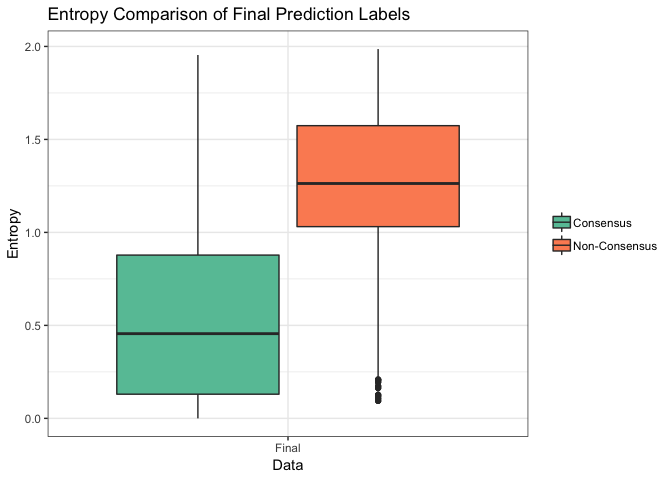 Entropy Comparison of Final Prediction Labels
2.0
1.5
1.0
0.5
0.0
Entropy
Final
Data
Consensus
Non-Consensus